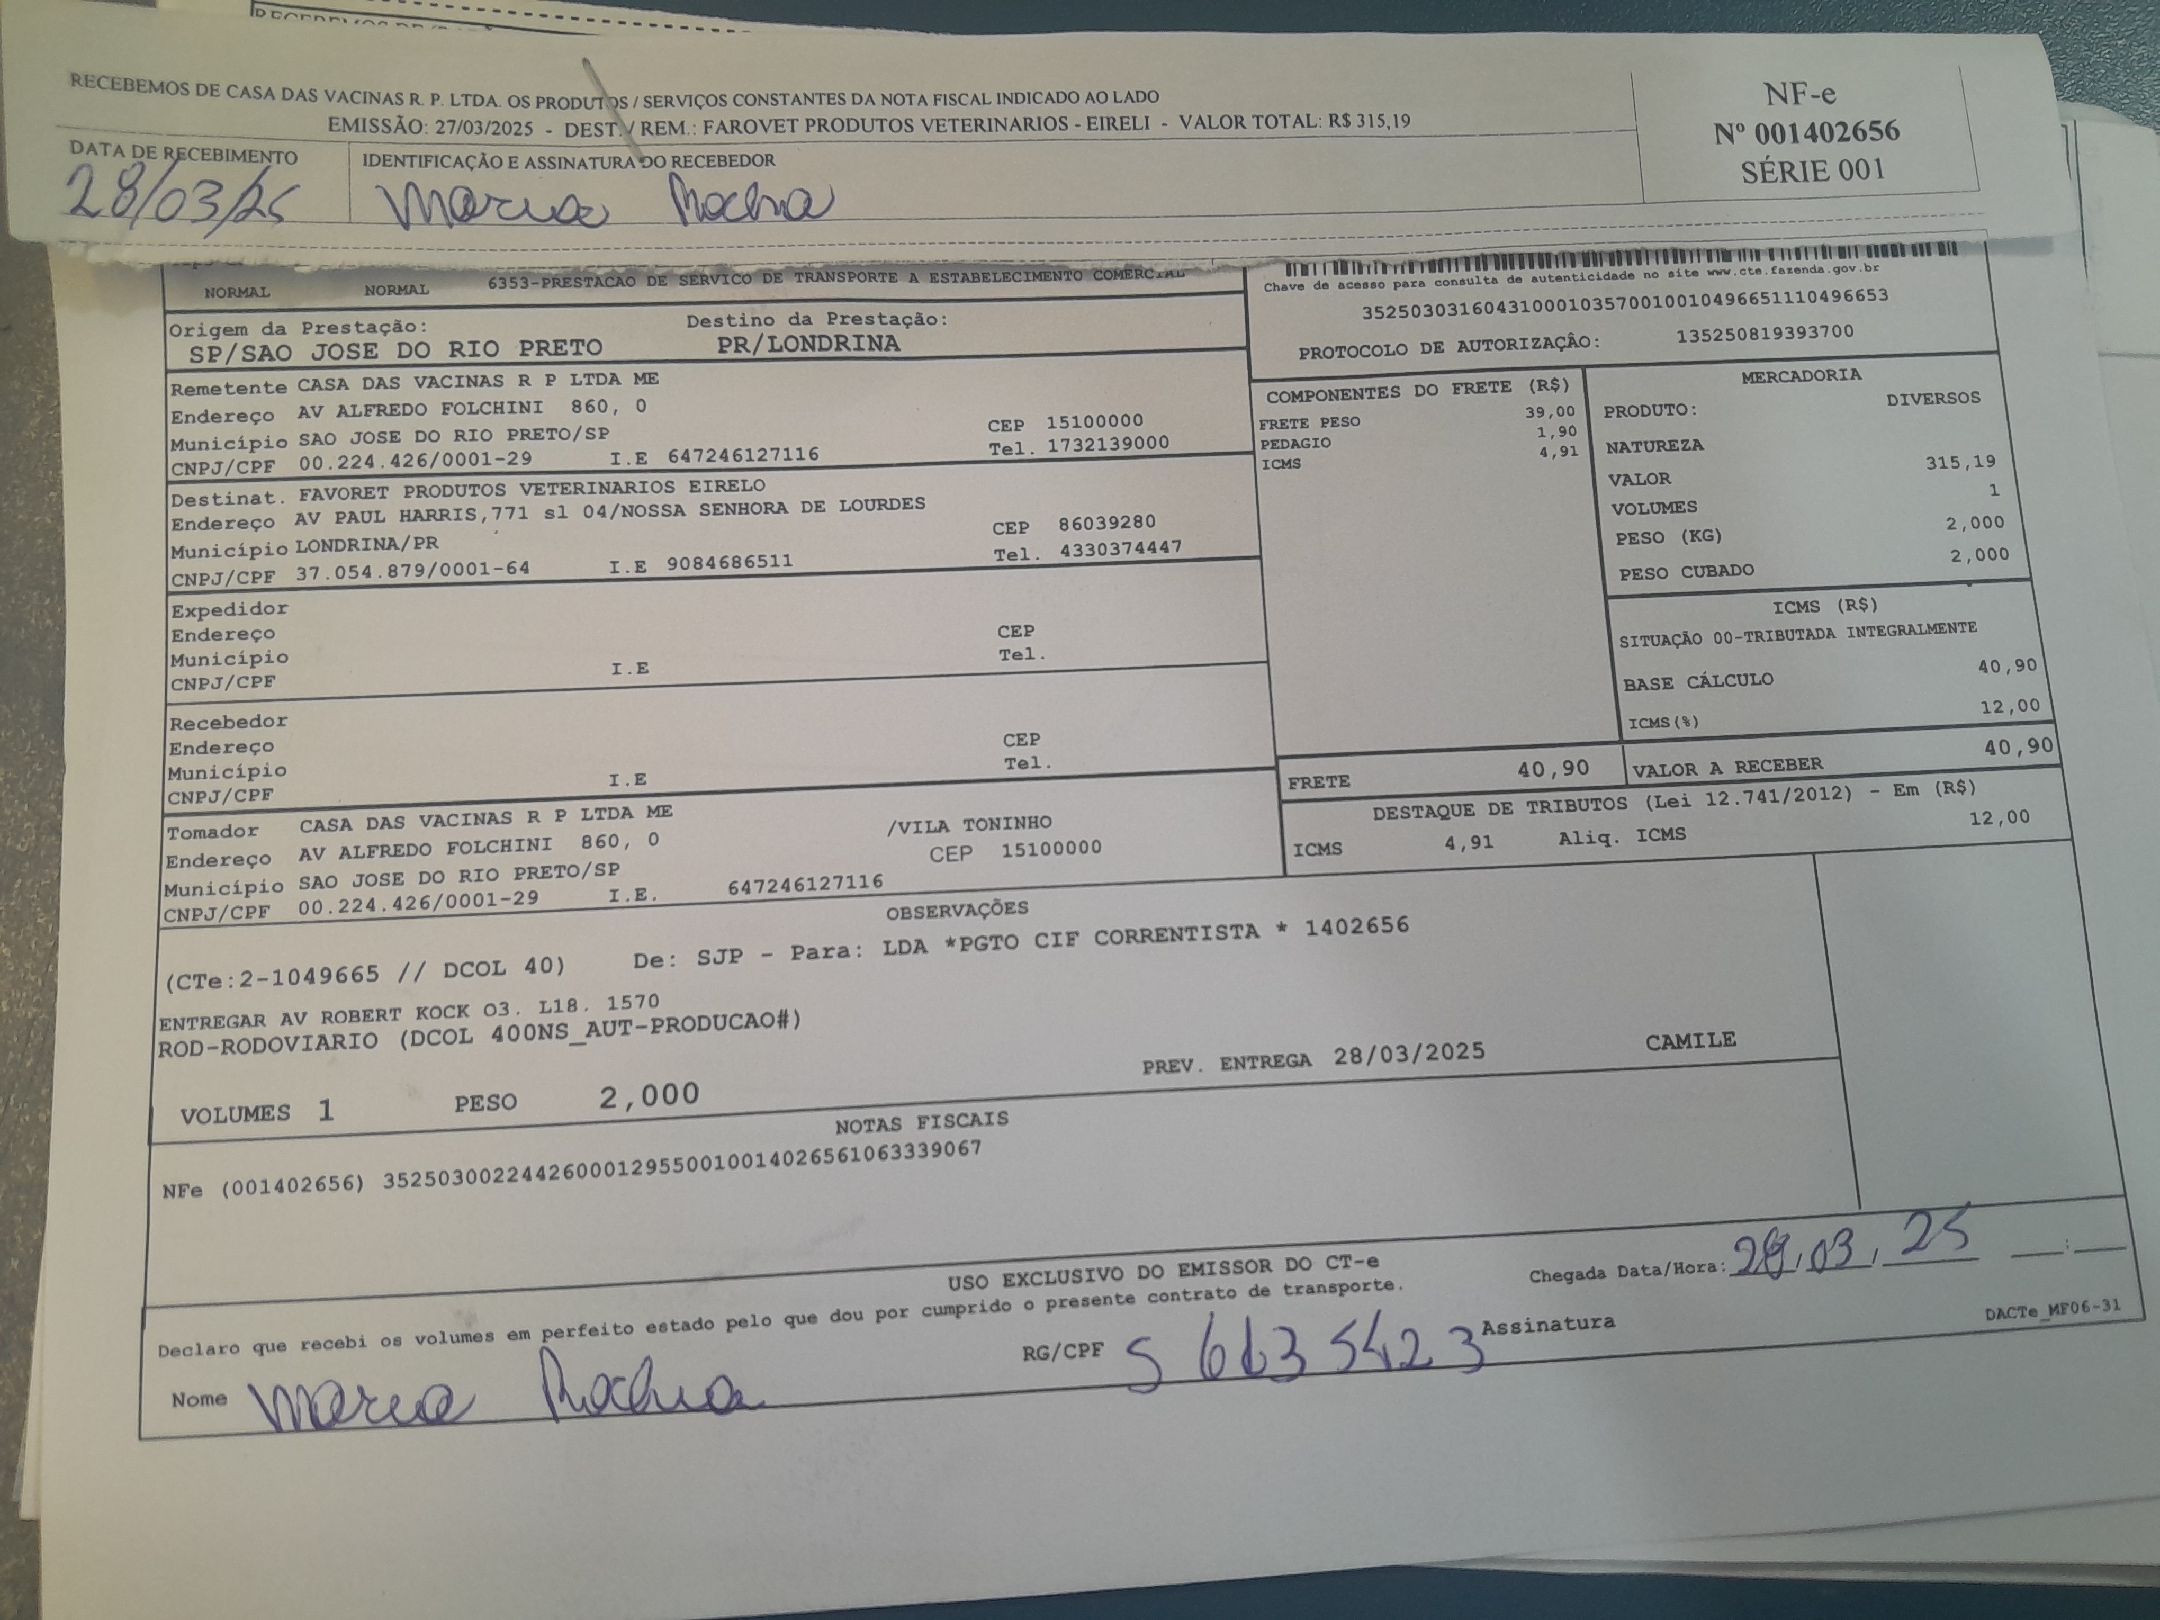 RECEBEMOS DE CASA DAS VACINAS R. P. LTDA. OS PRODUTOS / SERVIÇOS CONSTANTES DA NOTA FISCAL INDICADO AO LADO
EMISSÃO: 27/03/2025 - DEST. / REM.: FAROVET PRODUTOS VETERINARIOS - EIRELI - VALOR TOTAL: R$ 315,19
NF-e
Nº 001402656
SÉRIE 001
DATA DE RECEBIMENTO
28/03/25
IDENTIFICAÇÃO E ASSINATURA DO RECEBEDOR
Maria Rocha
NORMAL NORMAL 6353-PRESTACAO DE SERVICO DE TRANSPORTE A ESTABELECIMENTO COMERCIAL
Chave de acesso para consulta de autenticidade no site www.cte.fazenda.gov.br
35250303160431000103570010010496651110496653
PROTOCOLO DE AUTORIZAÇÂO: 135250819393700
Origem da Prestação: Destino da Prestação:
SP/SAO JOSE DO RIO PRETO PR/LONDRINA
Remetente CASA DAS VACINAS R P LTDA ME
Endereço AV ALFREDO FOLCHINI 860, 0 CEP 15100000
Município SAO JOSE DO RIO PRETO/SP Tel. 1732139000
CNPJ/CPF 00.224.426/0001-29 I.E 647246127116
Destinat. FAVORET PRODUTOS VETERINARIOS EIRELO
Endereço AV PAUL HARRIS,771 sl 04/NOSSA SENHORA DE LOURDES CEP 86039280
Município LONDRINA/PR Tel. 4330374447
CNPJ/CPF 37.054.879/0001-64 I.E 9084686511
Expedidor
Endereço CEP
Município Tel.
CNPJ/CPF I.E
Recebedor
Endereço CEP
Município Tel.
CNPJ/CPF I.E
Tomador CASA DAS VACINAS R P LTDA ME /VILA TONINHO
Endereço AV ALFREDO FOLCHINI 860, 0 CEP 15100000
Município SAO JOSE DO RIO PRETO/SP
CNPJ/CPF 00.224.426/0001-29 I.E. 647246127116
COMPONENTES DO FRETE (R$)
FRETE PESO 39,00
PEDAGIO 1,90
ICMS 4,91
MERCADORIA
PRODUTO: DIVERSOS
NATUREZA
VALOR 315,19
VOLUMES 1
PESO (KG) 2,000
PESO CUBADO 2,000
ICMS (R$)
SITUAÇÃO 00-TRIBUTADA INTEGRALMENTE
BASE CÁLCULO 40,90
ICMS(%) 12,00
FRETE 40,90 VALOR A RECEBER 40,90
DESTAQUE DE TRIBUTOS (Lei 12.741/2012) - Em (R$)
ICMS 4,91 Aliq. ICMS 12,00
OBSERVAÇÕES
(CTe:2-1049665 // DCOL 40) De: SJP - Para: LDA *PGTO CIF CORRENTISTA * 1402656
ENTREGAR AV ROBERT KOCK O3. L18. 1570
ROD-RODOVIARIO (DCOL 400NS_AUT-PRODUCAO#)
PREV. ENTREGA 28/03/2025 CAMILE
VOLUMES 1 PESO 2,000
NOTAS FISCAIS
NFe (001402656) 35250300224426000129550010014026561063339067
USO EXCLUSIVO DO EMISSOR DO CT-e
Chegada Data/Hora: 28,03,25 __:__
Declaro que recebi os volumes em perfeito estado pelo que dou por cumprido o presente contrato de transporte.
DACTe_MF06-31
Nome Maria Rocha RG/CPF Assinatura